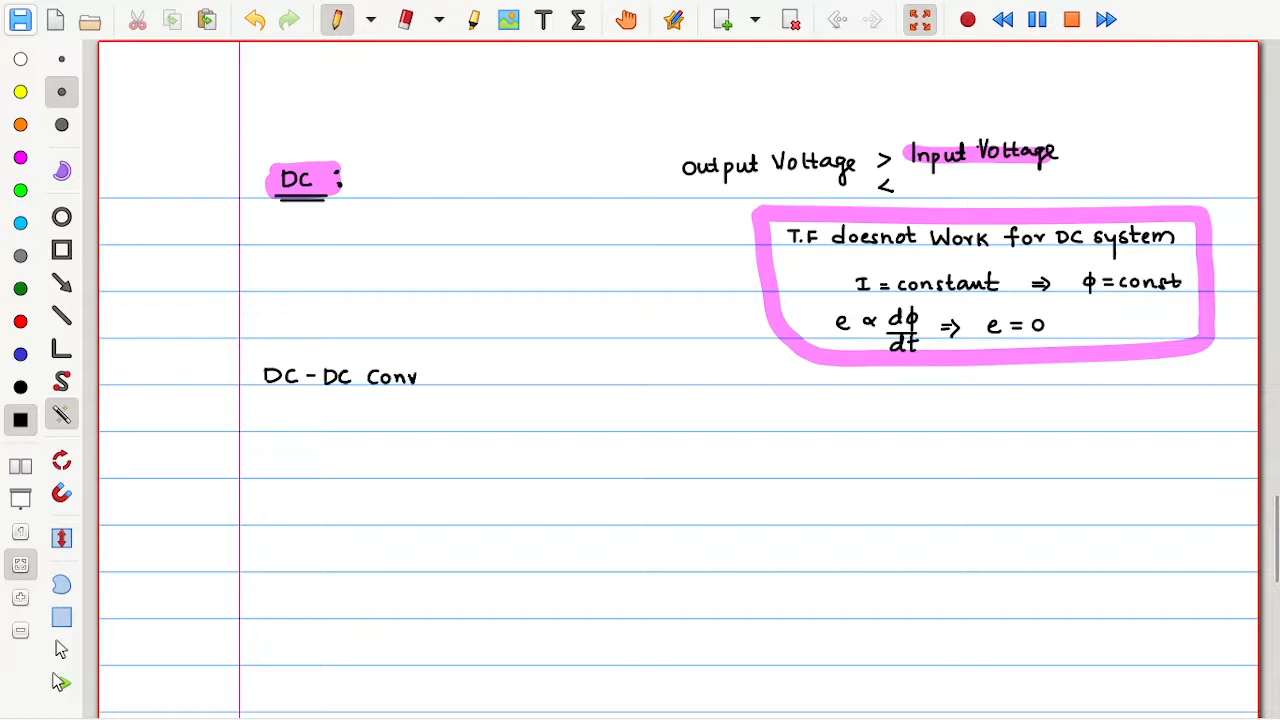 Output Voltage > Input Voltage
<
DC :
T.F doesnot Work for DC system
I = constant ⇒ ϕ = const
e ∝ dϕ/dt ⇒ e = 0
DC - DC Conv